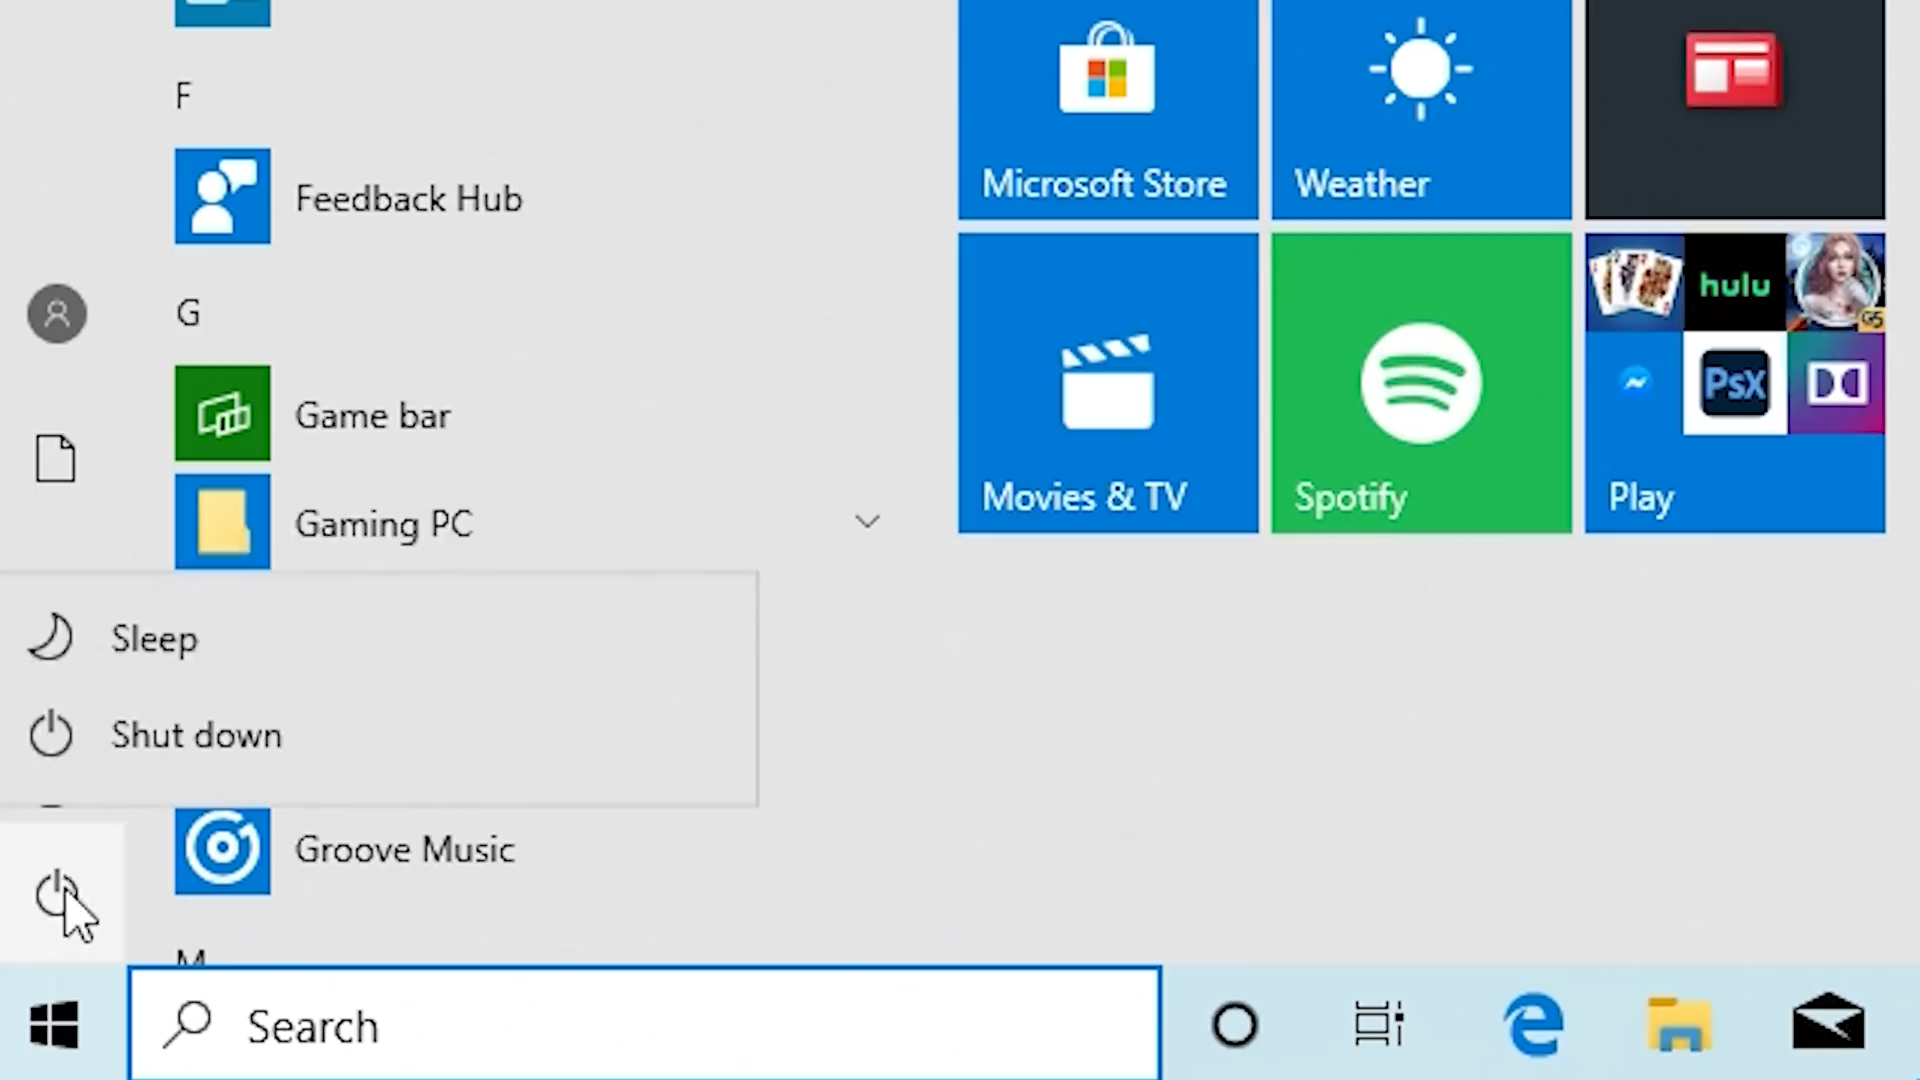 F
Feedback Hub
G
Game bar
Gaming PC
Sleep
Shut down
Groove Music
M
Search
Microsoft Store
Weather
Movies & TV
Spotify
hulu
G5
PsX
Play